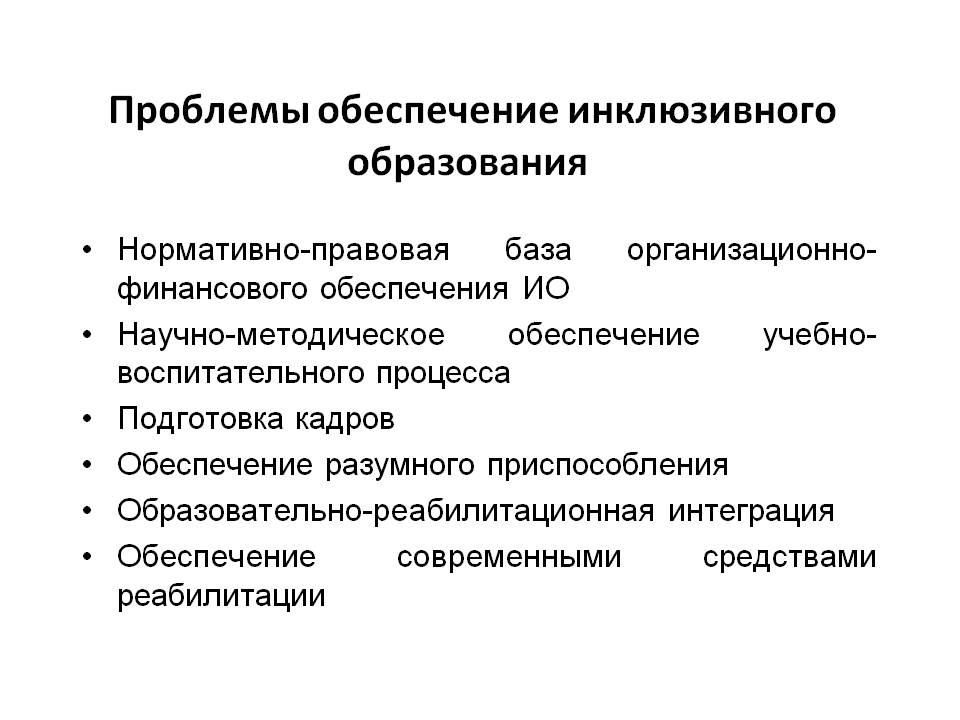 Проблемы обеспечение инклюзивного
образования
• Нормативно-правовая база организационно-
финансового обеспечения ИО
• Научно-методическое обеспечение учебно-
воспитательного процесса
• Подготовка кадров
• Обеспечение разумного приспособления
• Образовательно-реабилитационная интеграция
• Обеспечение современными средствами
реабилитации